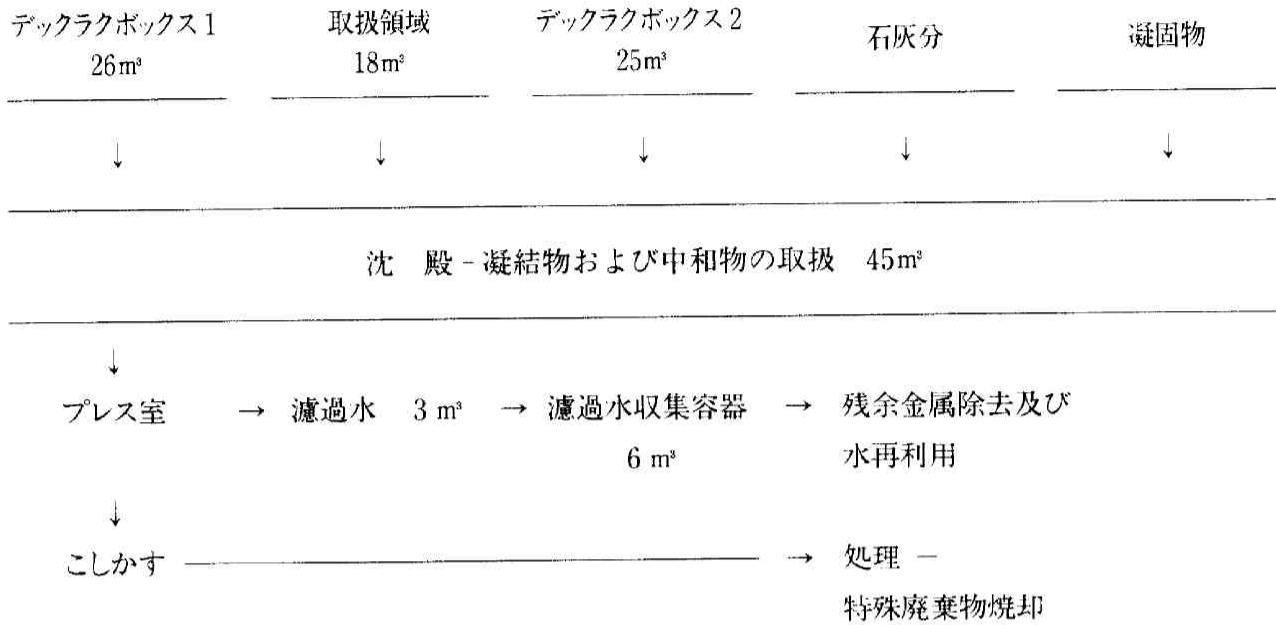 デックラクボックス1 取扱領域 デックラクボックス2 石灰分 凝固物
26m³ 18m³ 25m³
↓ ↓ ↓ ↓ ↓
沈 殿 - 凝結物および中和物の取扱 45m³
↓
プレス室 → 濾過水 3m³ → 濾過水収集容器 → 残余金属除去及び
6m³ 水再利用
↓
こしかす → 処理 ―
特殊廃棄物焼却